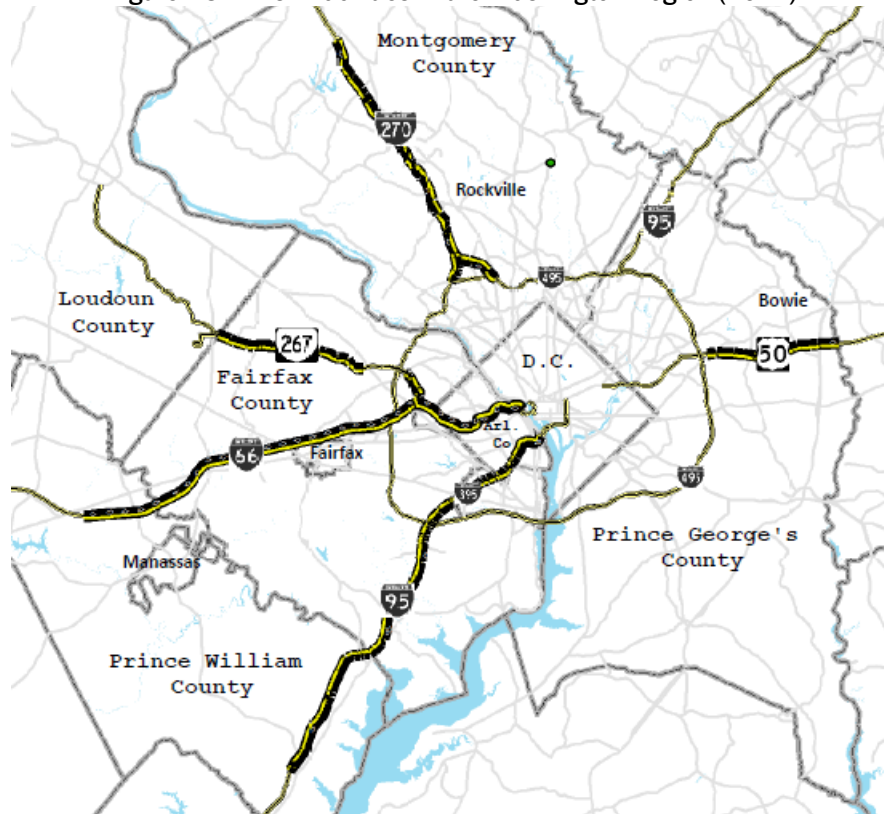 Montgomery
County
270
Rockville
95
495
Loudoun
County
Bowie
267
50
D.C.
Fairfax
County
Arl.
Co
66
Fairfax
395
495
Prince George's
County
Manassas
95
Prince William
County